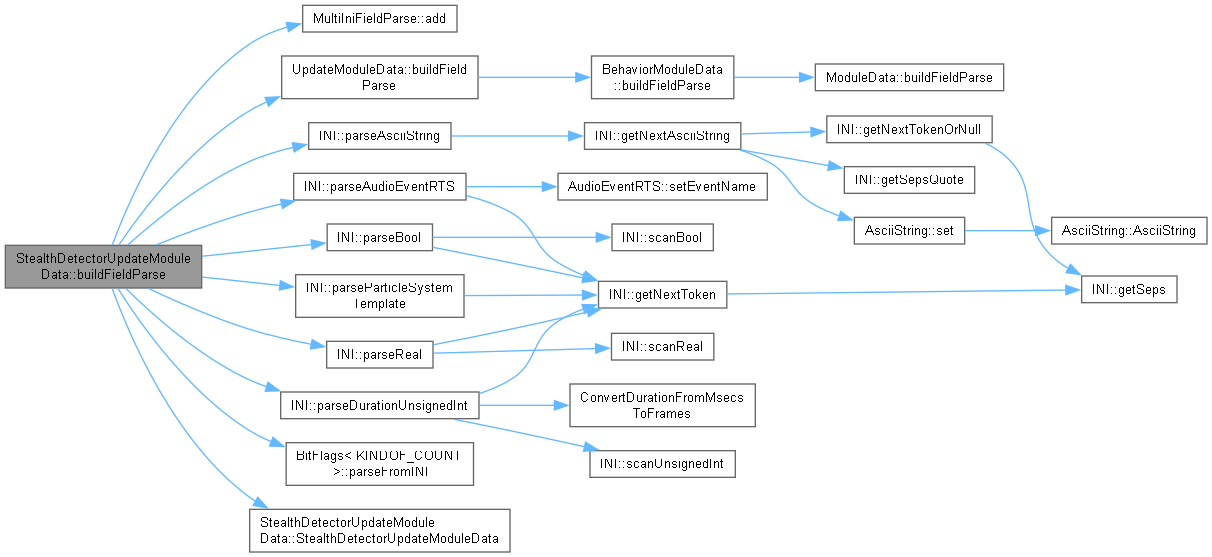 StealthDetectorUpdateModule
Data::buildFieldParse
MultiIniFieldParse::add
UpdateModuleData::buildField
Parse
BehaviorModuleData
::buildFieldParse
ModuleData::buildFieldParse
INI::parseAsciiString
INI::getNextAsciiString
INI::getNextTokenOrNull
INI::getSepsQuote
AsciiString::set
AsciiString::AsciiString
INI::parseAudioEventRTS
AudioEventRTS::setEventName
INI::parseBool
INI::scanBool
INI::parseParticleSystem
Template
INI::getNextToken
INI::getSeps
INI::parseReal
INI::scanReal
INI::parseDurationUnsignedInt
ConvertDurationFromMsecs
ToFrames
INI::scanUnsignedInt
BitFlags< KINDOF_COUNT
>::parseFromINI
StealthDetectorUpdateModule
Data::StealthDetectorUpdateModuleData